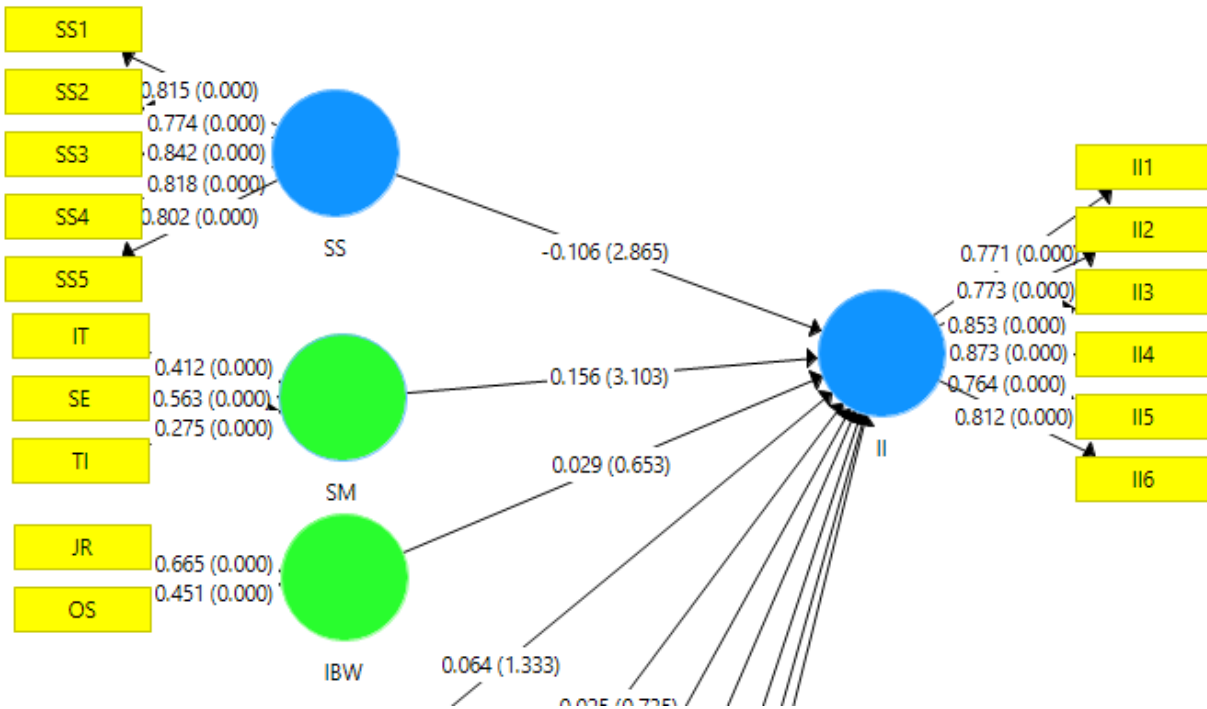 SS1
SS2
SS3
SS4
SS5
0.815 (0.000)
0.774 (0.000)
0.842 (0.000)
0.818 (0.000)
0.802 (0.000)
SS
-0.106 (2.865)
IT
SE
TI
0.412 (0.000)
0.563 (0.000)
0.275 (0.000)
SM
0.156 (3.103)
JR
OS
0.665 (0.000)
0.451 (0.000)
IBW
0.029 (0.653)
0.064 (1.333)
II
0.771 (0.000)
0.773 (0.000)
0.853 (0.000)
0.873 (0.000)
0.764 (0.000)
0.812 (0.000)
II1
II2
II3
II4
II5
II6